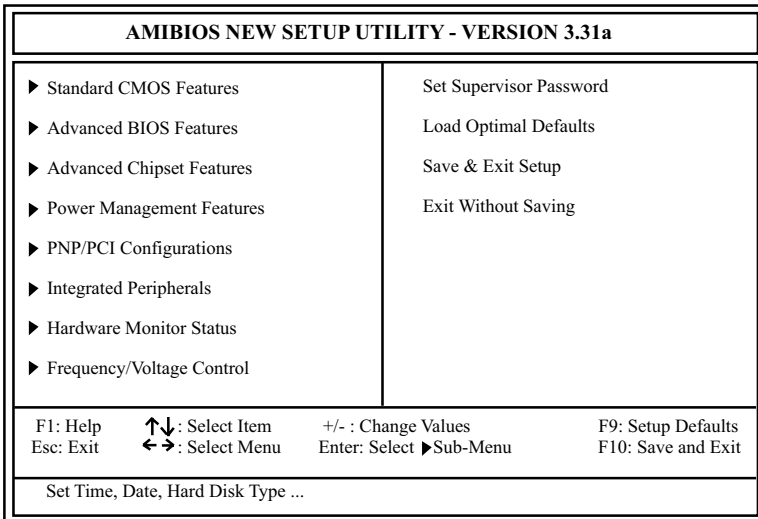 AMIBIOS NEW SETUP UTILITY - VERSION 3.31a
▶ Standard CMOS Features
▶ Advanced BIOS Features
▶ Advanced Chipset Features
▶ Power Management Features
▶ PNP/PCI Configurations
▶ Integrated Peripherals
▶ Hardware Monitor Status
▶ Frequency/Voltage Control
Set Supervisor Password
Load Optimal Defaults
Save & Exit Setup
Exit Without Saving
F1: Help ↑↓: Select Item +/- : Change Values F9: Setup Defaults
Esc: Exit ←→: Select Menu Enter: Select ▶Sub-Menu F10: Save and Exit
Set Time, Date, Hard Disk Type ...